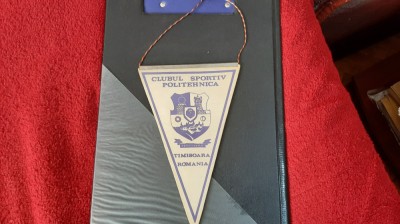 CLUBUL SPORTIV
POLITEHNICA
TIMISOARA
ROMANIA